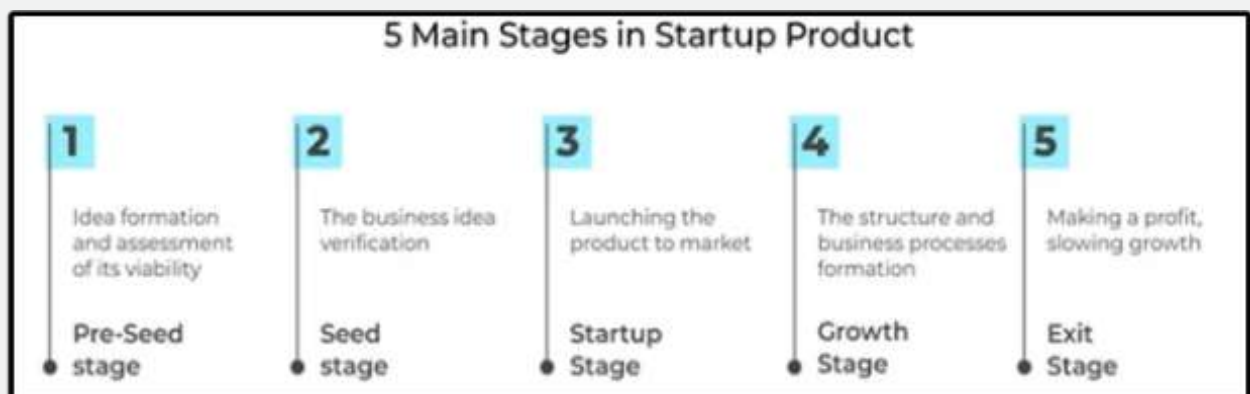 5 Main Stages in Startup Product
1
Idea formation
and assessment
of its viability
Pre-Seed
stage
2
The business idea
verification
Seed
stage
3
Launching the
product to market
Startup
Stage
4
The structure and
business processes
formation
Growth
Stage
5
Making a profit,
slowing growth
Exit
Stage